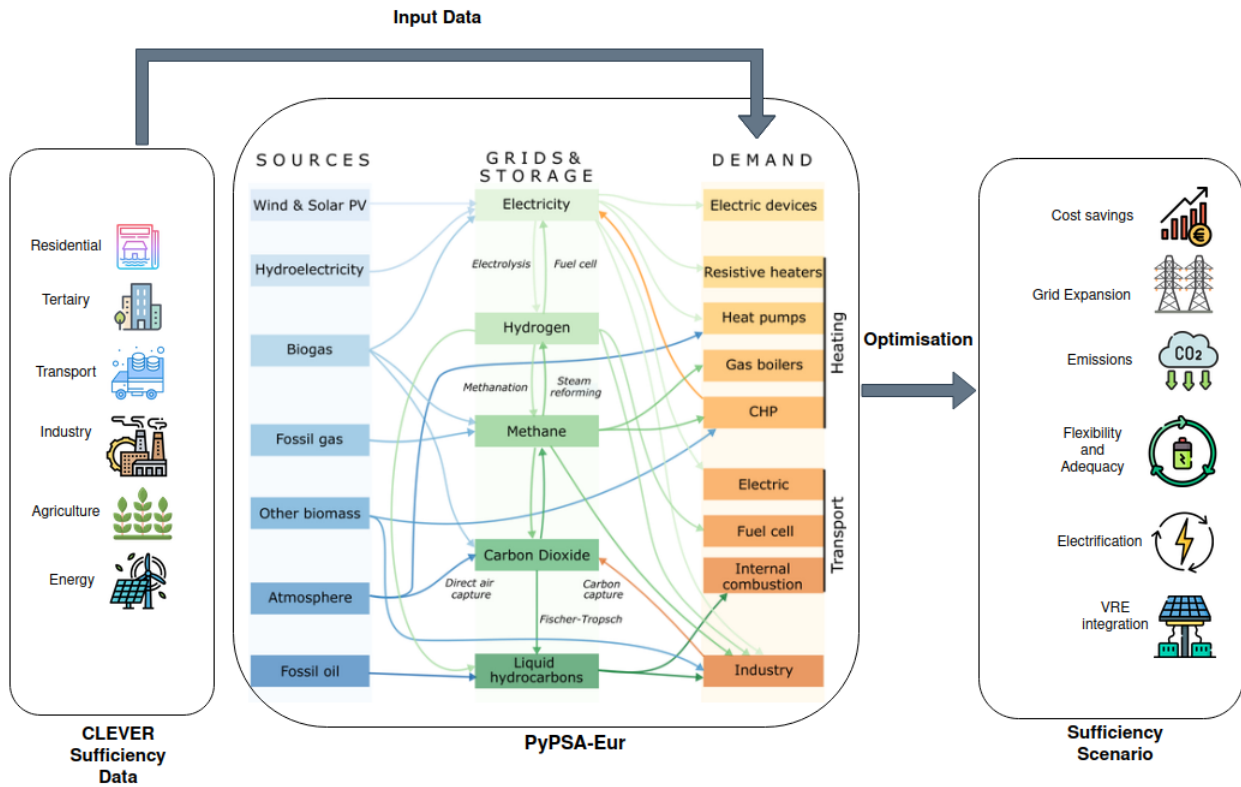 Input Data
Residential
Tertairy
Transport
Industry
Agriculture
Energy
CLEVER
Sufficiency
Data
SOURCES
Wind & Solar PV
Hydroelectricity
Biogas
Fossil gas
Other biomass
Atmosphere
Fossil oil
GRIDS&
STORAGE
Electricity
Electrolysis
Fuel cell
Hydrogen
Methanation
Steam
reforming
Methane
Carbon Dioxide
Direct air
capture
Carbon
capture
Fischer-Tropsch
Liquid
hydrocarbons
DEMAND
Electric devices
Resistive heaters
Heat pumps
Gas boilers
CHP
Heating
Electric
Fuel cell
Internal
combustion
Transport
Industry
PyPSA-Eur
Optimisation
Cost savings
€
Grid Expansion
Emissions
CO₂
Flexibility
and
Adequacy
Electrification
VRE
integration
Sufficiency
Scenario